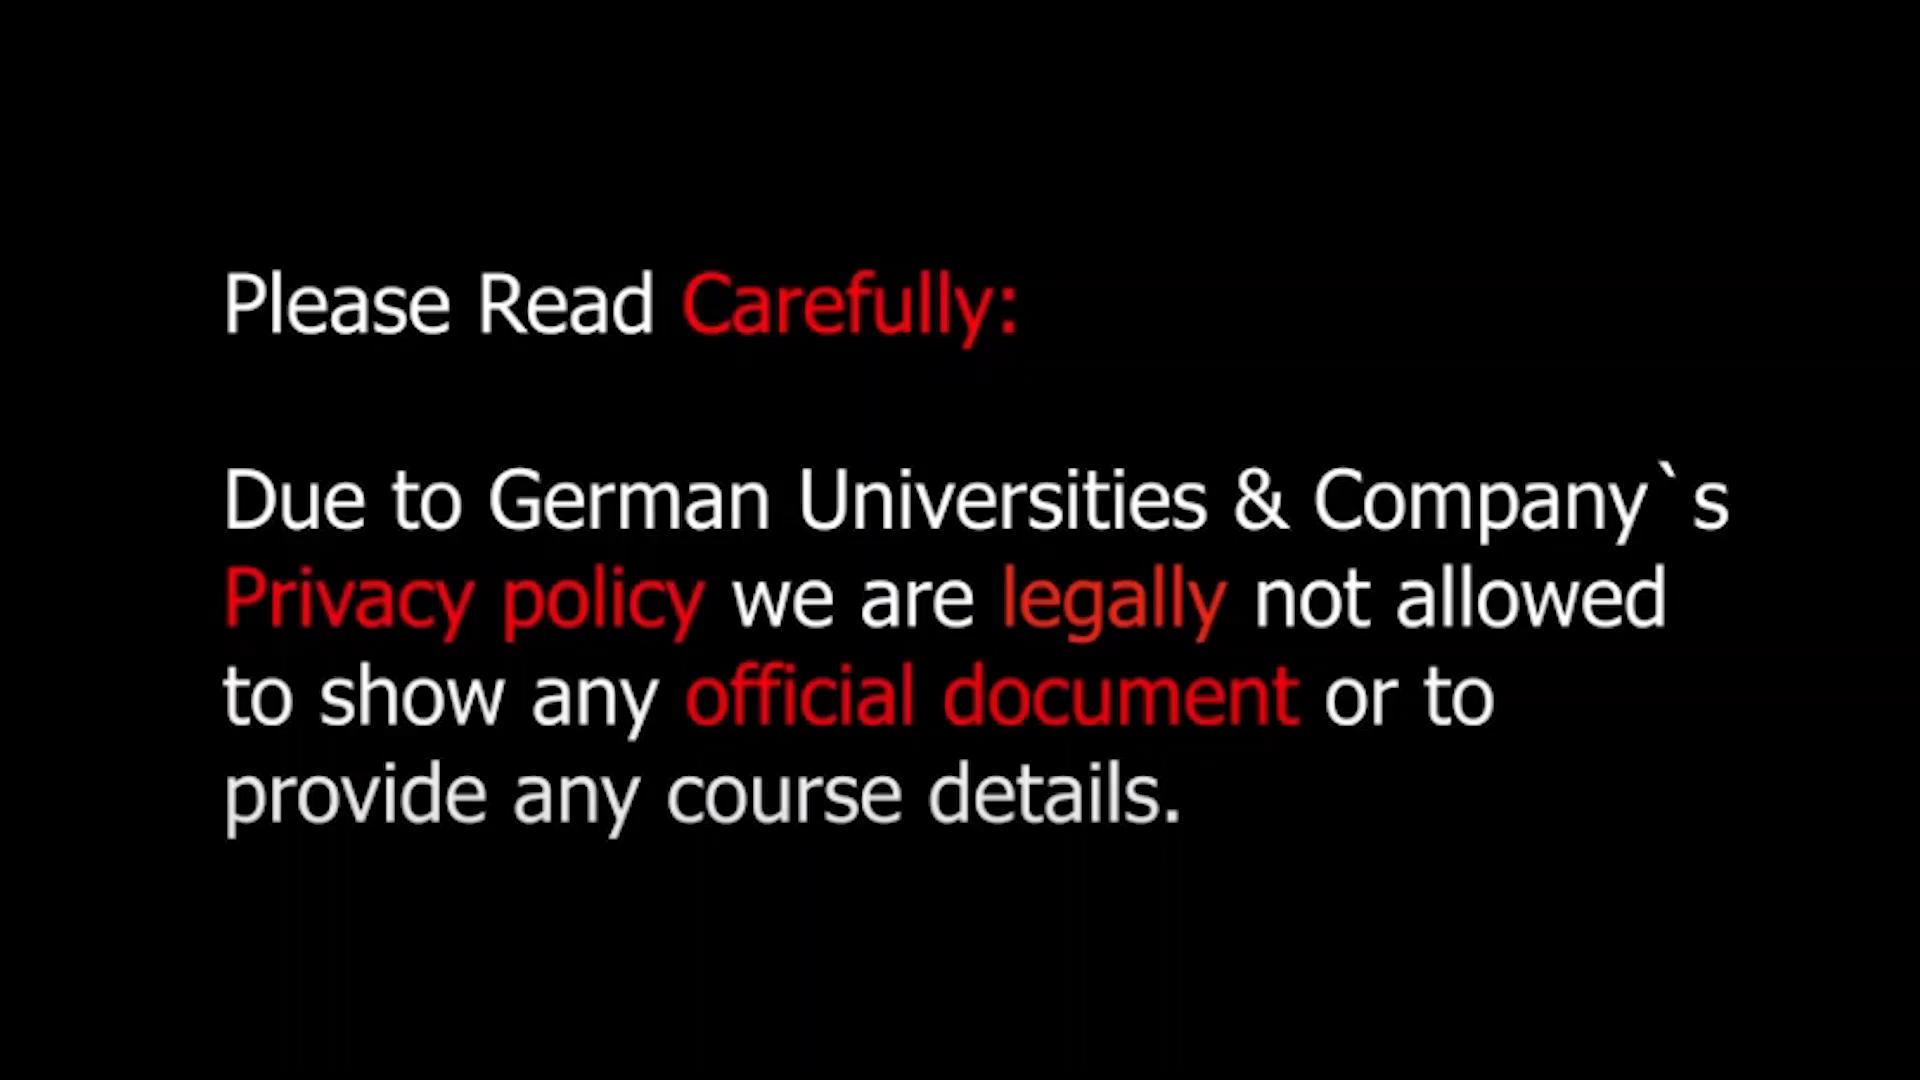 Please Read Carefully:
Due to German Universities & Company`s
Privacy policy we are legally not allowed
to show any official document or to
provide any course details.